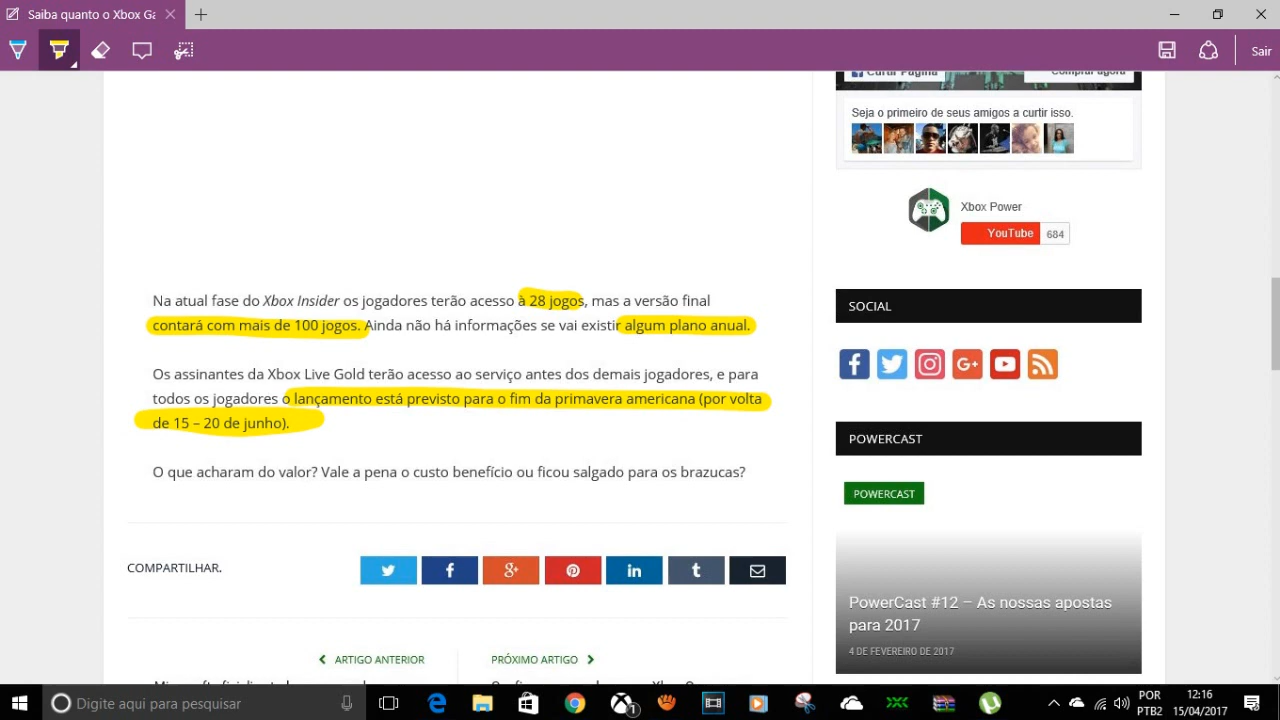 Saiba quanto o Xbox Ga
Sair
Curtir Página
Comprar agora
Seja o primeiro de seus amigos a curtir isso.
Xbox Power
YouTube 684
Na atual fase do Xbox Insider os jogadores terão acesso à 28 jogos, mas a versão final
contará com mais de 100 jogos. Ainda não há informações se vai existir algum plano anual.
Os assinantes da Xbox Live Gold terão acesso ao serviço antes dos demais jogadores, e para
todos os jogadores o lançamento está previsto para o fim da primavera americana (por volta
de 15 – 20 de junho).
O que acharam do valor? Vale a pena o custo benefício ou ficou salgado para os brazucas?
COMPARTILHAR.
ARTIGO ANTERIOR
PRÓXIMO ARTIGO
SOCIAL
POWERCAST
POWERCAST
PowerCast #12 – As nossas apostas
para 2017
4 DE FEVEREIRO DE 2017
Digite aqui para pesquisar
1
POR
PTB2
12:16
15/04/2017